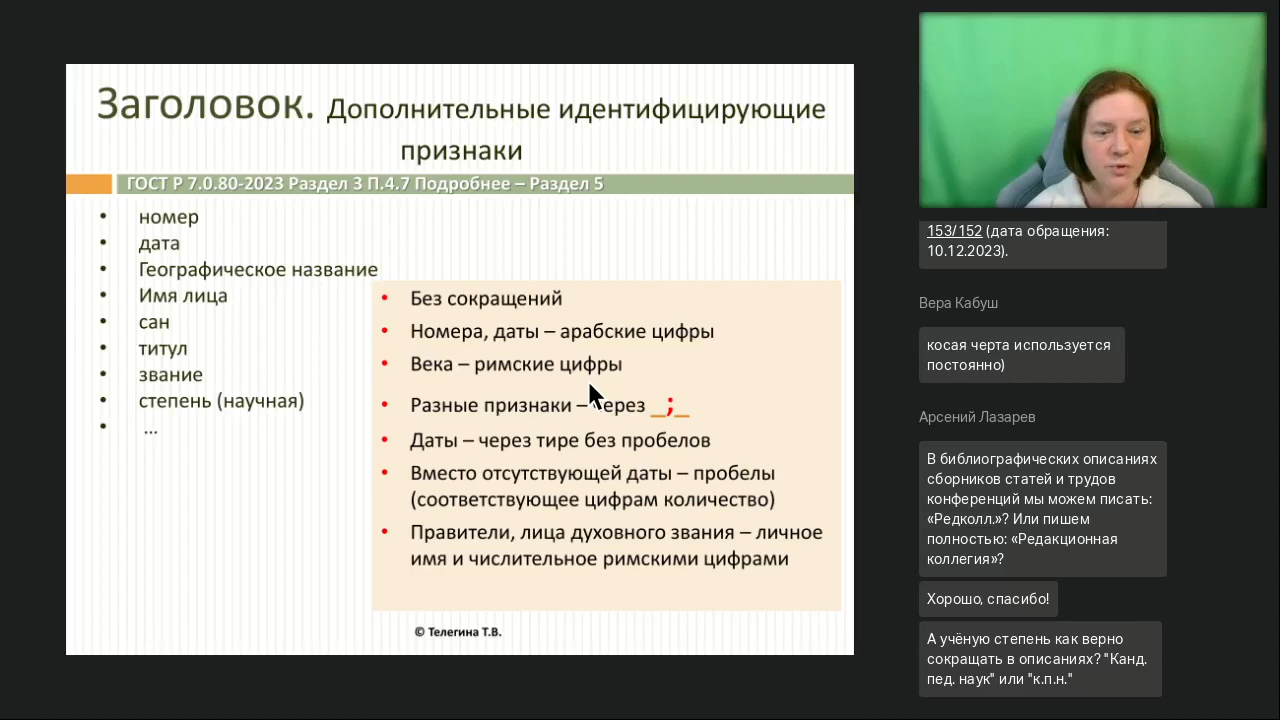 Заголовок. Дополнительные идентифицирующие
признаки
ГОСТ Р 7.0.80-2023 Раздел 3 П.4.7 Подробнее – Раздел 5
• номер
• дата
• Географическое название
• Имя лица
• сан
• титул
• звание
• степень (научная)
• ...
• Без сокращений
• Номера, даты – арабские цифры
• Века – римские цифры
• Разные признаки – через _;_
• Даты – через тире без пробелов
• Вместо отсутствующей даты – пробелы
(соответствующее цифрам количество)
• Правители, лица духовного звания – личное
имя и числительное римскими цифрами
© Телегина Т.В.
153/152 (дата обращения:
10.12.2023).
Вера Кабуш
косая черта используется
постоянно)
Арсений Лазарев
В библиографических описаниях
сборников статей и трудов
конференций мы можем писать:
«Редколл.»? Или пишем
полностью: «Редакционная
коллегия»?
Хорошо, спасибо!
А учёную степень как верно
сокращать в описаниях? "Канд.
пед. наук" или "к.п.н."